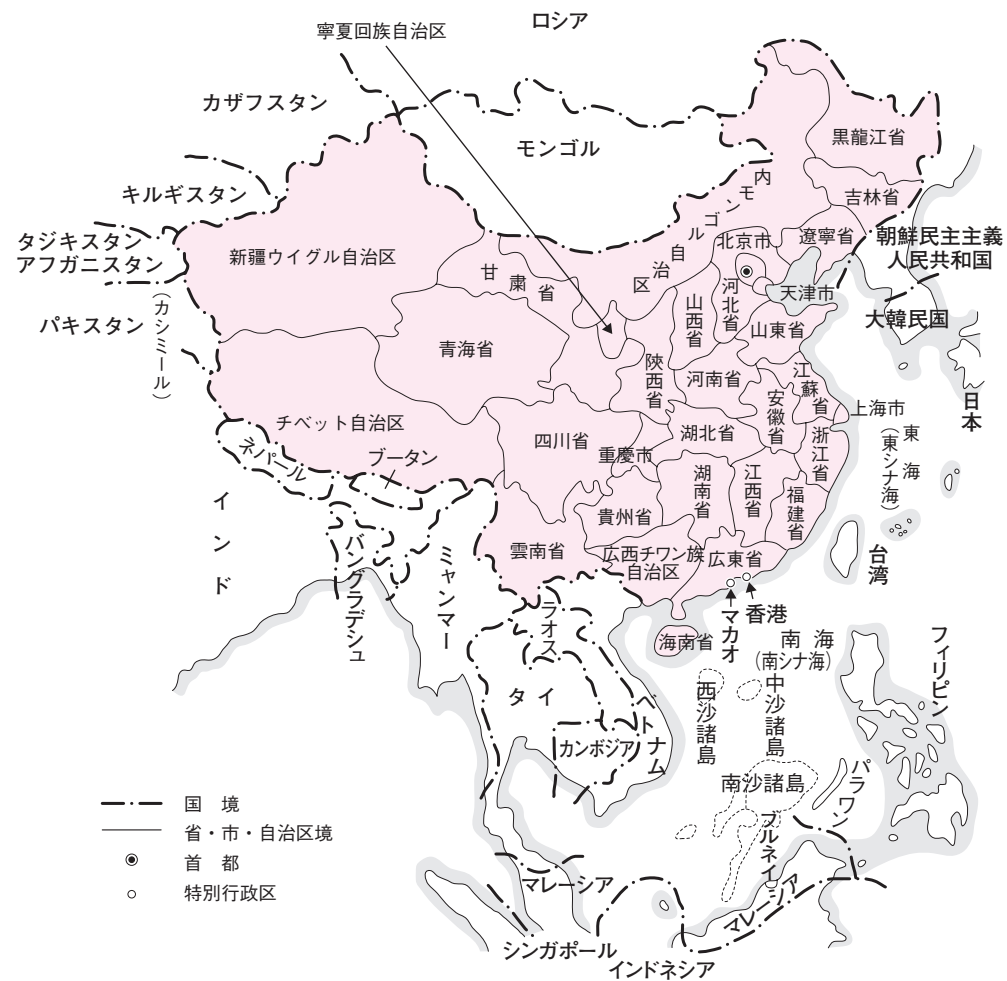 寧夏回族自治区
ロシア
カザフスタン
モンゴル
黒龍江省
内モンゴル自治区
キルギスタン
吉林省
タジキスタン
アフガニスタン
新疆ウイグル自治区
甘粛省
北京市
遼寧省
朝鮮民主主義
人民共和国
天津市
河北省
山西省
パキスタン
(カシミール)
大韓民国
山東省
青海省
陝西省
河南省
江蘇省
安徽省
日本
上海市
チベット自治区
四川省
重慶市
湖北省
浙江省
東海
(東シナ海)
ネパール
ブータン
湖南省
江西省
福建省
インド
貴州省
雲南省
広西チワン族
自治区
広東省
台湾
バングラデシュ
ミャンマー
ラオス
マカオ
香港
海南省
南海
(南シナ海)
フィリピン
タイ
ベトナム
西沙諸島
中沙諸島
カンボジア
南沙諸島
パラワン
ブルネイ
国境
省・市・自治区境
首都
特別行政区
マレーシア
マレーシア
シンガポール
インドネシア